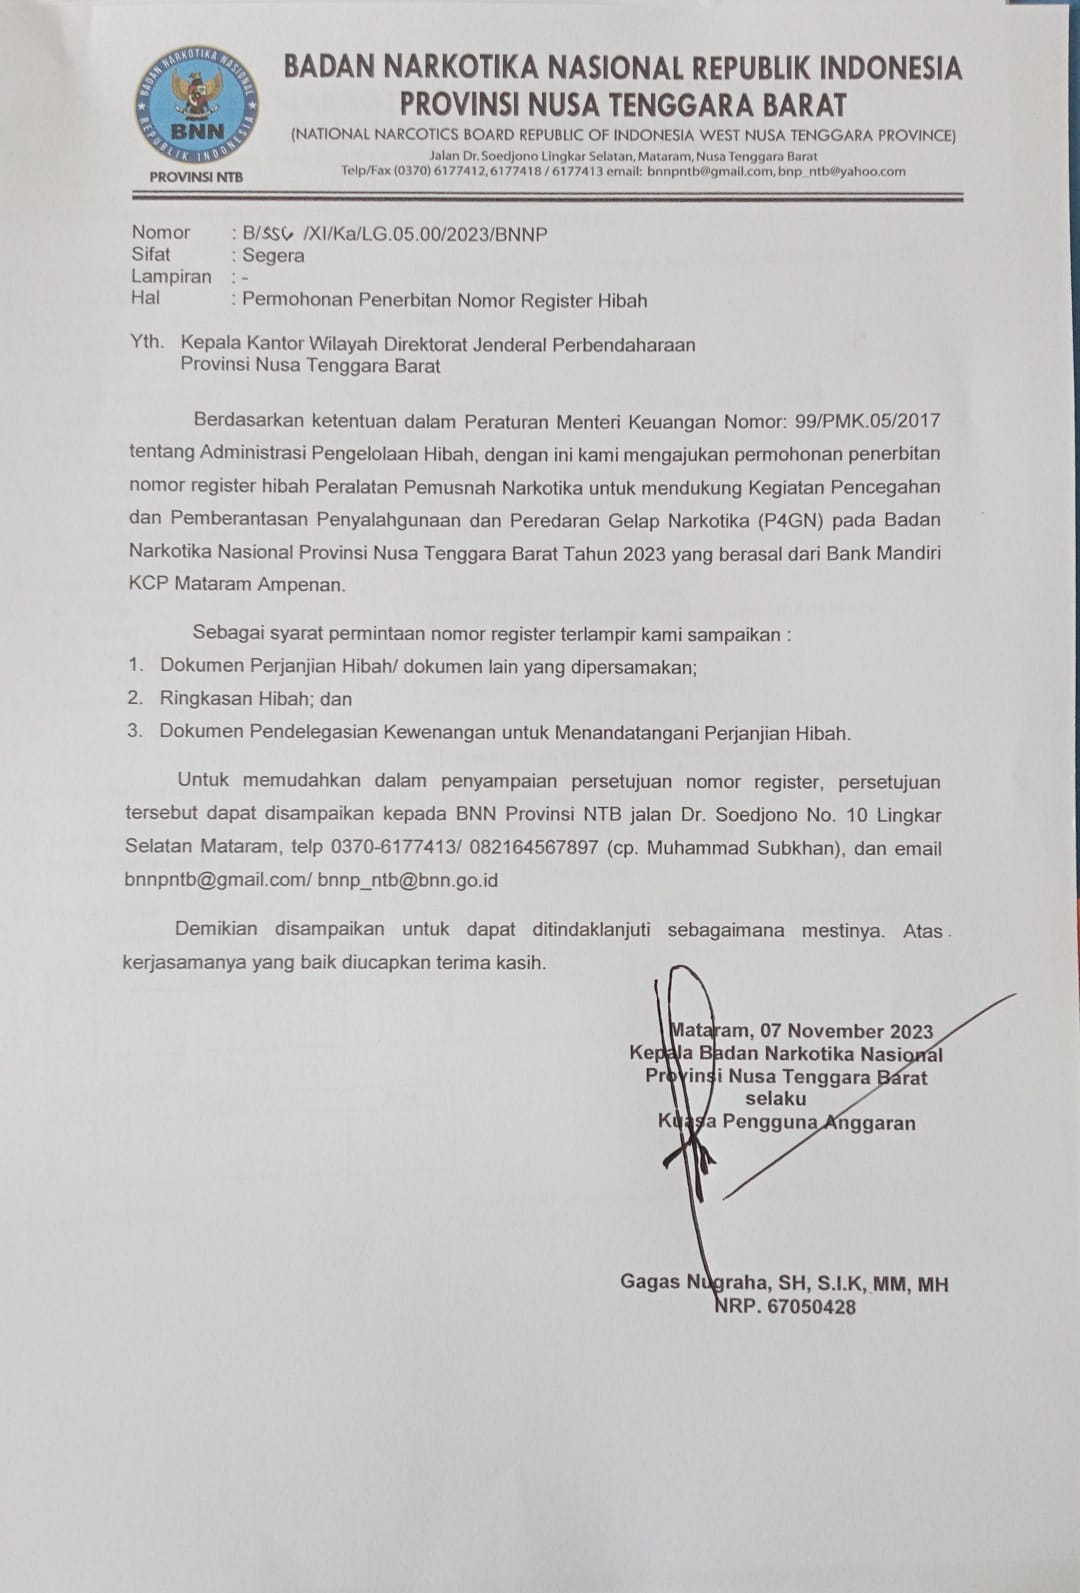 BADAN NARKOTIKA NASIONAL
REPUBLIK INDONESIA
BNN
PROVINSI NTB
BADAN NARKOTIKA NASIONAL REPUBLIK INDONESIA
PROVINSI NUSA TENGGARA BARAT
(NATIONAL NARCOTICS BOARD REPUBLIC OF INDONESIA WEST NUSA TENGGARA PROVINCE)
Jalan Dr. Soedjono Lingkar Selatan, Mataram, Nusa Tenggara Barat
Telp/Fax (0370) 6177412, 6177418 / 6177413 email: bnnpntb@gmail.com, bnp_ntb@yahoo.com
Nomor : B/556 /XI/Ka/LG.05.00/2023/BNNP
Sifat : Segera
Lampiran : -
Hal : Permohonan Penerbitan Nomor Register Hibah
Yth. Kepala Kantor Wilayah Direktorat Jenderal Perbendaharaan
Provinsi Nusa Tenggara Barat
Berdasarkan ketentuan dalam Peraturan Menteri Keuangan Nomor: 99/PMK.05/2017
tentang Administrasi Pengelolaan Hibah, dengan ini kami mengajukan permohonan penerbitan
nomor register hibah Peralatan Pemusnah Narkotika untuk mendukung Kegiatan Pencegahan
dan Pemberantasan Penyalahgunaan dan Peredaran Gelap Narkotika (P4GN) pada Badan
Narkotika Nasional Provinsi Nusa Tenggara Barat Tahun 2023 yang berasal dari Bank Mandiri
KCP Mataram Ampenan.
Sebagai syarat permintaan nomor register terlampir kami sampaikan :
1. Dokumen Perjanjian Hibah/ dokumen lain yang dipersamakan;
2. Ringkasan Hibah; dan
3. Dokumen Pendelegasian Kewenangan untuk Menandatangani Perjanjian Hibah.
Untuk memudahkan dalam penyampaian persetujuan nomor register, persetujuan
tersebut dapat disampaikan kepada BNN Provinsi NTB jalan Dr. Soedjono No. 10 Lingkar
Selatan Mataram, telp 0370-6177413/ 082164567897 (cp. Muhammad Subkhan), dan email
bnnpntb@gmail.com/ bnnp_ntb@bnn.go.id
Demikian disampaikan untuk dapat ditindaklanjuti sebagaimana mestinya. Atas
kerjasamanya yang baik diucapkan terima kasih.
Mataram, 07 November 2023
Kepala Badan Narkotika Nasional
Provinsi Nusa Tenggara Barat
selaku
Kuasa Pengguna Anggaran
Gagas Nugraha, SH, S.I.K, MM, MH
NRP. 67050428